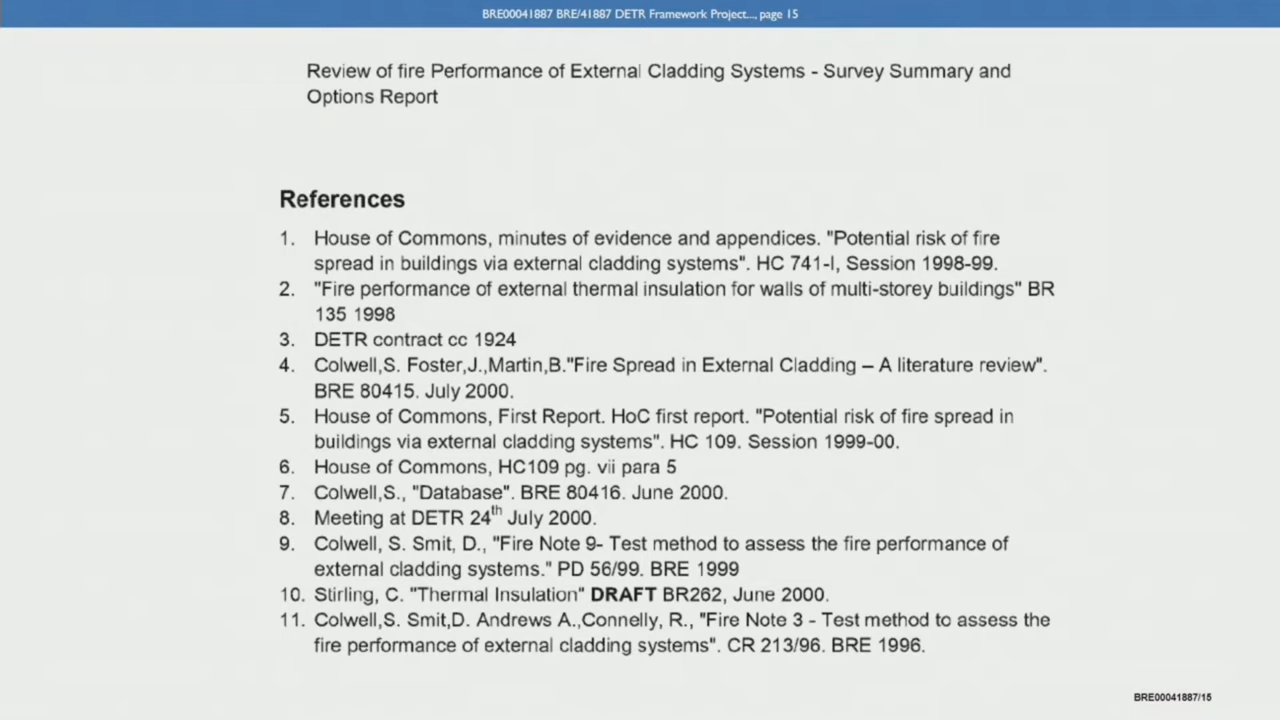 BRE00041887 BRE/41887 DETR Framework Project..., page 15
Review of fire Performance of External Cladding Systems - Survey Summary and
Options Report
References
1. House of Commons, minutes of evidence and appendices. "Potential risk of fire
spread in buildings via external cladding systems". HC 741-I, Session 1998-99.
2. "Fire performance of external thermal insulation for walls of multi-storey buildings" BR
135 1998
3. DETR contract cc 1924
4. Colwell,S. Foster,J.,Martin,B."Fire Spread in External Cladding – A literature review".
BRE 80415. July 2000.
5. House of Commons, First Report. HoC first report. "Potential risk of fire spread in
buildings via external cladding systems". HC 109. Session 1999-00.
6. House of Commons, HC109 pg. vii para 5
7. Colwell,S., "Database". BRE 80416. June 2000.
8. Meeting at DETR 24th July 2000.
9. Colwell, S. Smit, D., "Fire Note 9- Test method to assess the fire performance of
external cladding systems." PD 56/99. BRE 1999
10. Stirling, C. "Thermal Insulation" DRAFT BR262, June 2000.
11. Colwell,S. Smit,D. Andrews A.,Connelly, R., "Fire Note 3 - Test method to assess the
fire performance of external cladding systems". CR 213/96. BRE 1996.
BRE00041887/15